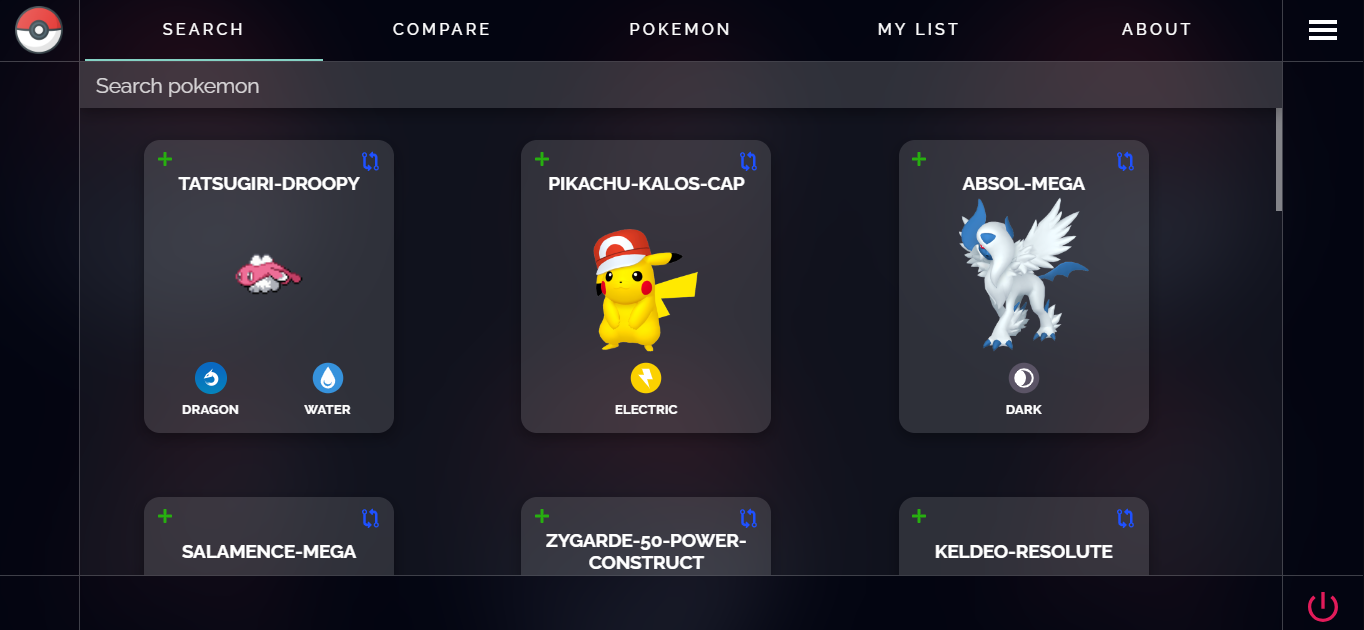 SEARCH
COMPARE
POKEMON
MY LIST
ABOUT
Search pokemon
TATSUGIRI-DROOPY
DRAGON
WATER
PIKACHU-KALOS-CAP
ELECTRIC
ABSOL-MEGA
DARK
SALAMENCE-MEGA
ZYGARDE-50-POWER-
CONSTRUCT
KELDEO-RESOLUTE